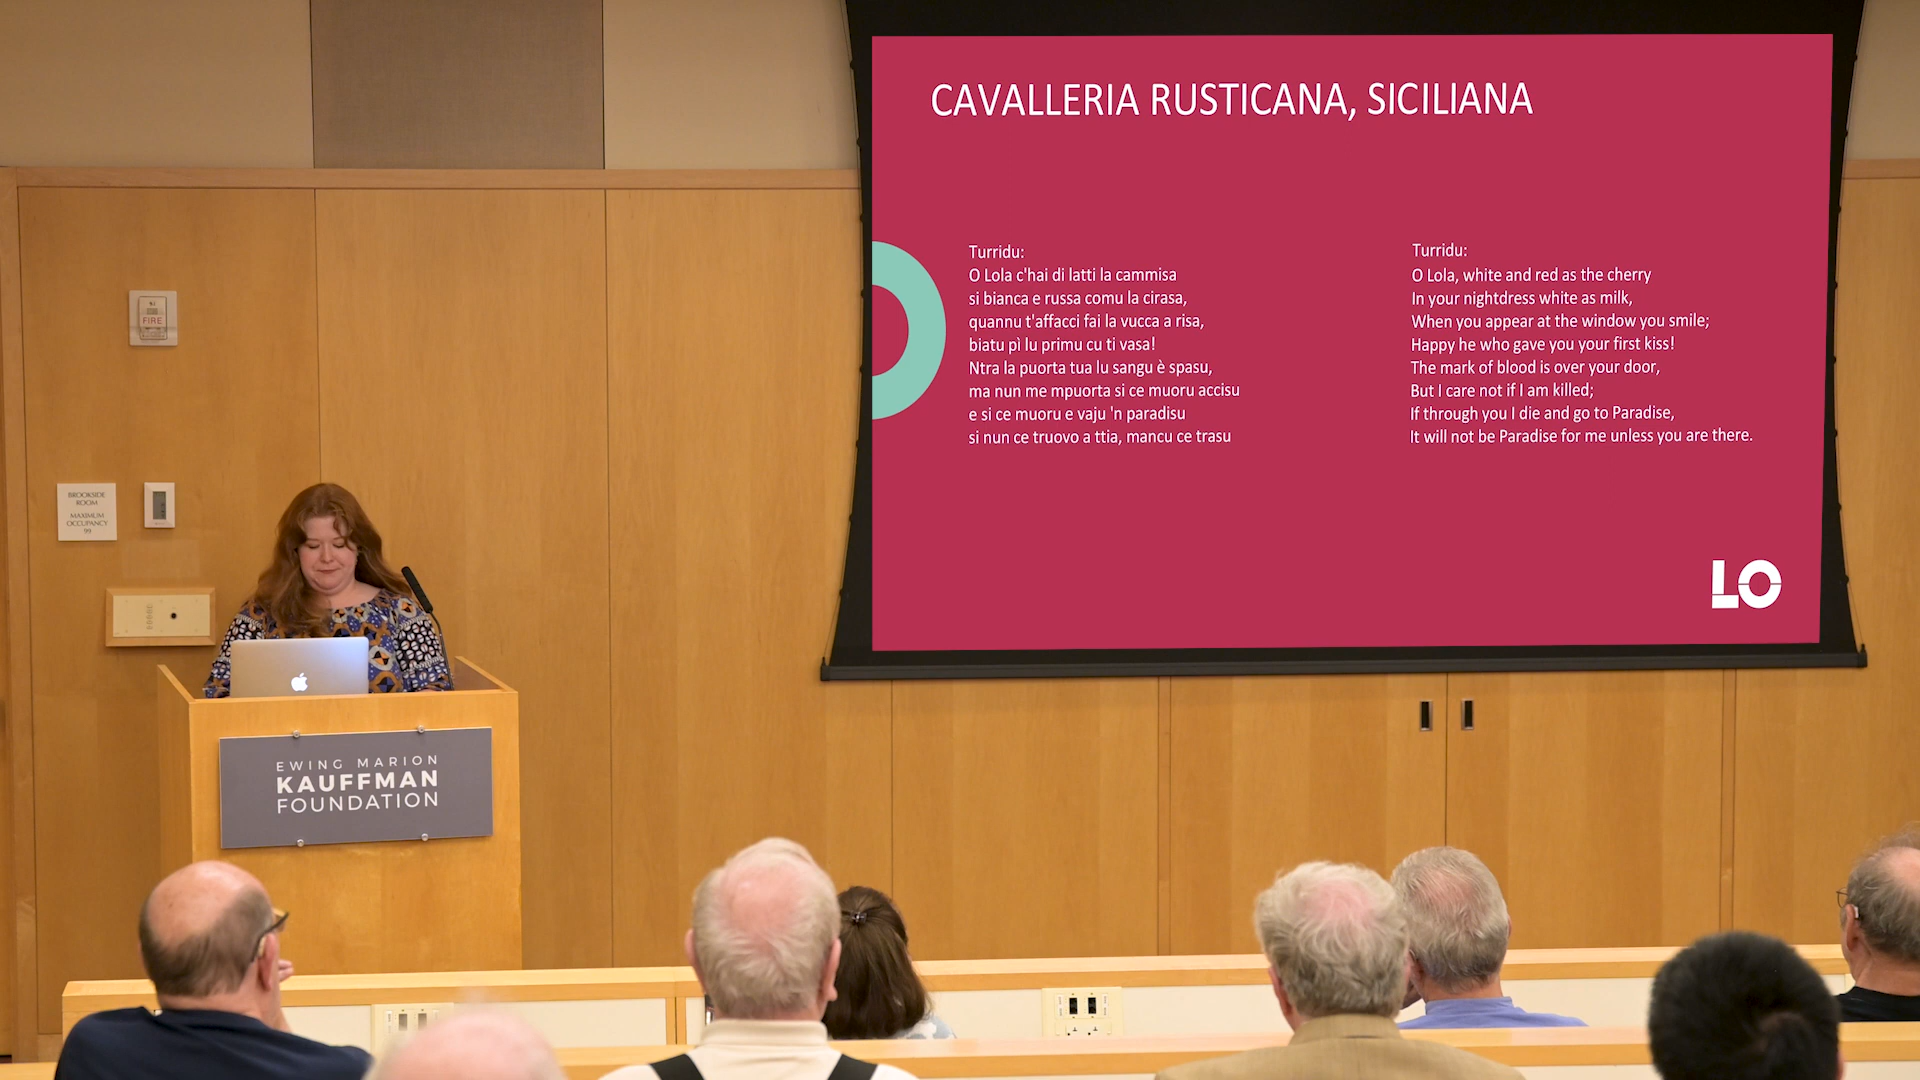 CAVALLERIA RUSTICANA, SICILIANA
Turridu:
O Lola c'hai di latti la cammisa
si bianca e russa comu la cirasa,
quannu t'affacci fai la vucca a risa,
biatu pì lu primu cu ti vasa!
Ntra la puorta tua lu sangu è spasu,
ma nun me mpuorta si ce muoru accisu
e si ce muoru e vaju 'n paradisu
si nun ce truovo a ttia, mancu ce trasu
Turridu:
O Lola, white and red as the cherry
In your nightdress white as milk,
When you appear at the window you smile;
Happy he who gave you your first kiss!
The mark of blood is over your door,
But I care not if I am killed;
If through you I die and go to Paradise,
It will not be Paradise for me unless you are there.
LO
FIRE
BROOKSIDE
ROOM
MAXIMUM
OCCUPANCY
99
EWING MARION
KAUFFMAN
FOUNDATION